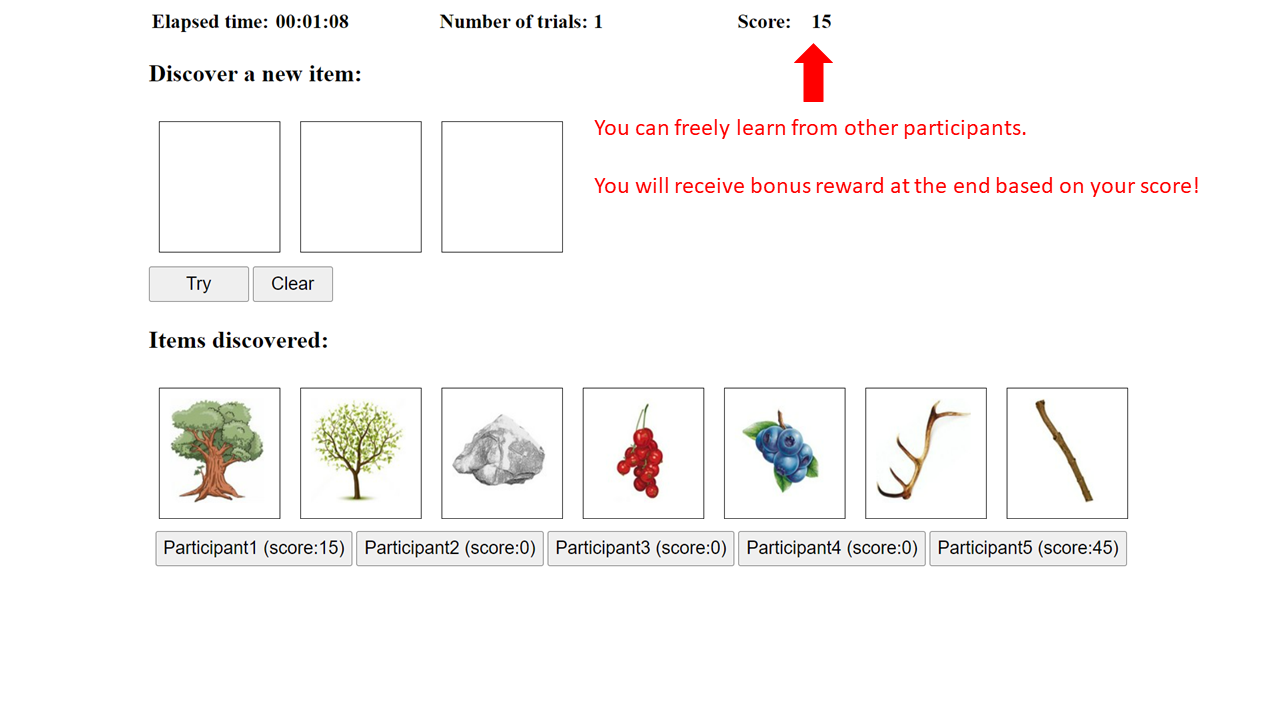 Elapsed time: 00:01:08 Number of trials: 1 Score: 15
Discover a new item:
You can freely learn from other participants.
You will receive bonus reward at the end based on your score!
Try Clear
Items discovered:
Participant1 (score:15) Participant2 (score:0) Participant3 (score:0) Participant4 (score:0) Participant5 (score:45)